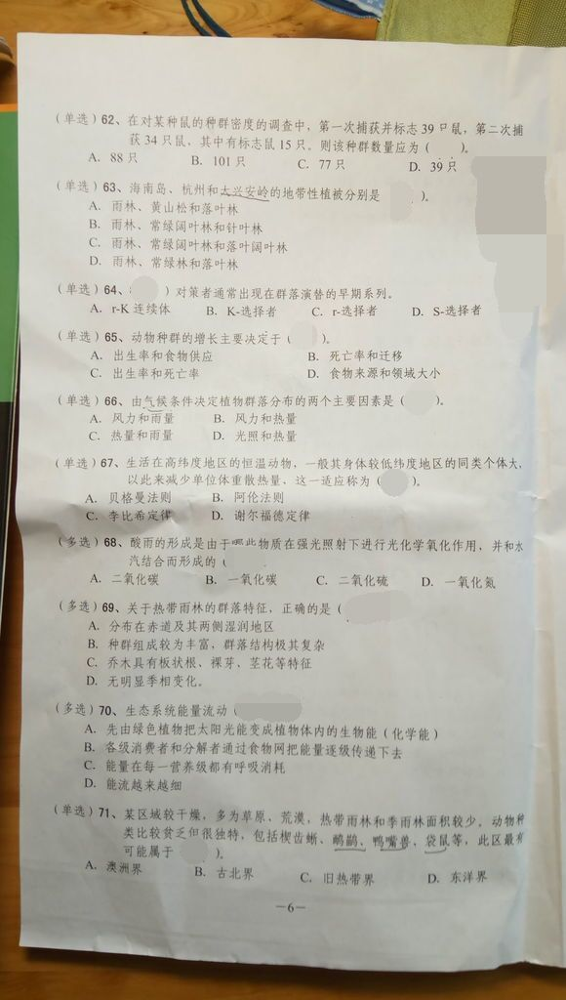 (单选)62、在对某种鼠的种群密度的调查中，第一次捕获并标志39只鼠，第二次捕
获34只鼠，其中有标志鼠15只。则该种群数量应为( )。
A. 88只 B. 101只 C. 77只 D. 39只
(单选)63、海南岛、杭州和大兴安岭的地带性植被分别是 )。
A. 雨林、黄山松和落叶林
B. 雨林、常绿阔叶林和针叶林
C. 雨林、常绿阔叶林和落叶阔叶林
D. 雨林、常绿林和落叶林
(单选)64、 )对策者通常出现在群落演替的早期系列。
A. r-K连续体 B. K-选择者 C. r-选择者 D. S-选择者
(单选)65、动物种群的增长主要决定于( )。
A. 出生率和食物供应 B. 死亡率和迁移
C. 出生率和死亡率 D. 食物来源和领域大小
(单选)66、由气候条件决定植物群落分布的两个主要因素是( )。
A. 风力和雨量 B. 风力和热量
C. 热量和雨量 D. 光照和热量
(单选)67、生活在高纬度地区的恒温动物，一般其身体较低纬度地区的同类个体大，
以此来减少单位体重散热量、这一适应称为( )。
A. 贝格曼法则 B. 阿伦法则
C. 李比希定律 D. 谢尔福德定律
(多选)68、酸雨的形成是由于哪些物质在强光照射下进行光化学氧化作用，并和水
汽结合而形成的(
A. 二氧化碳 B. 一氧化碳 C. 二氧化硫 D. 一氧化氮
(多选)69、关于热带雨林的群落特征，正确的是(
A. 分布在赤道及其两侧湿润地区
B. 种群组成较为丰富，群落结构极其复杂
C. 乔木具有板状根、裸芽、茎花等特征
D. 无明显季相变化。
(多选)70、生态系统能量流动(
A. 先由绿色植物把太阳光能变成植物体内的生物能(化学能)
B. 各级消费者和分解者通过食物网把能量逐级传递下去
C. 能量在每一营养级都有呼吸消耗
D. 能流越来越细
(单选)71、某区域较干燥，多为草原、荒漠，热带雨林和季雨林面积较少，动物种
类比较贫乏但很独特，包括楔齿蜥、鸸鹋、鸭嘴兽、袋鼠等，此区最有
可能属于 )。
A. 澳洲界 B. 古北界 C. 旧热带界 D. 东洋界
—6—